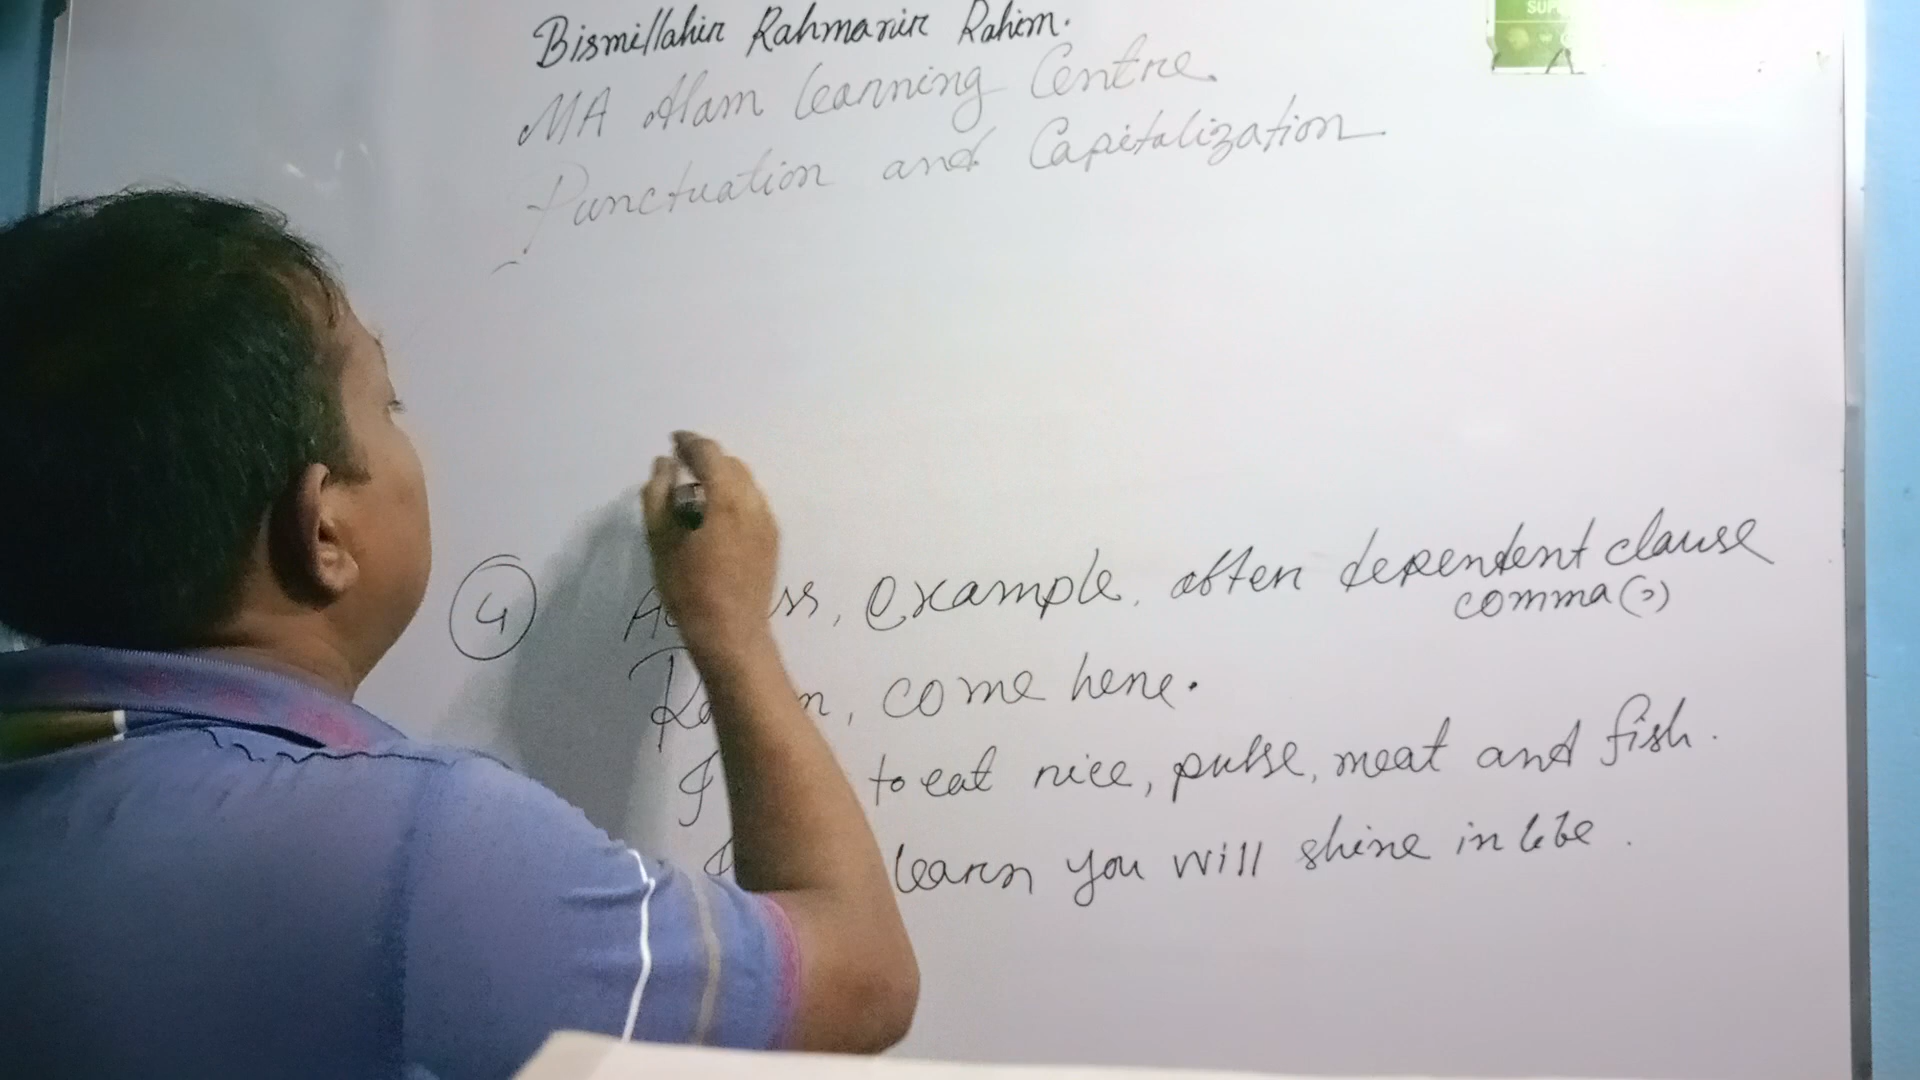 SUP
Bismillahir Rahmanir Rahim.
MA Alam Learning Centre.
Punctuation and Capitalization
4 , example, after dependent clause
comma (,)
, come here.
I to eat rice, pulse, meat and fish.
learn you will shine in life.